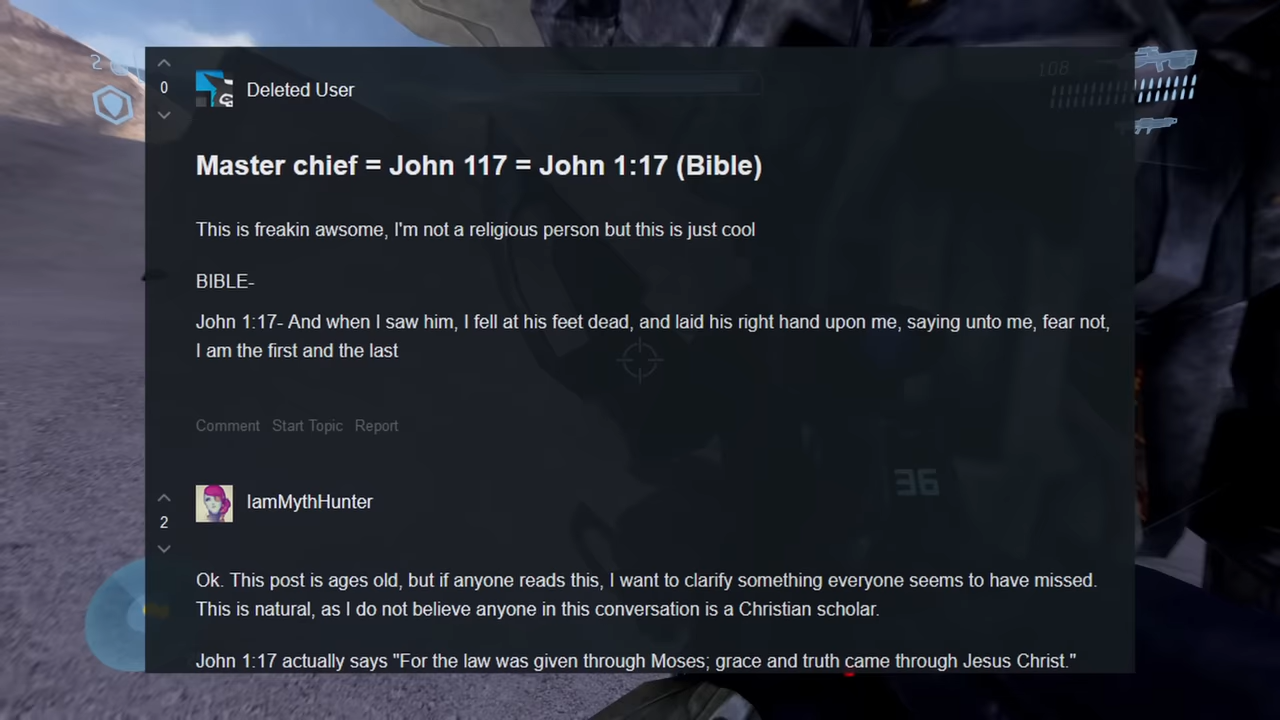 2
108
0
Deleted User
Master chief = John 117 = John 1:17 (Bible)
This is freakin awsome, I'm not a religious person but this is just cool
BIBLE-
John 1:17- And when I saw him, I fell at his feet dead, and laid his right hand upon me, saying unto me, fear not,
I am the first and the last
Comment Start Topic Report
36
IamMythHunter
2
Ok. This post is ages old, but if anyone reads this, I want to clarify something everyone seems to have missed.
This is natural, as I do not believe anyone in this conversation is a Christian scholar.
John 1:17 actually says "For the law was given through Moses; grace and truth came through Jesus Christ."